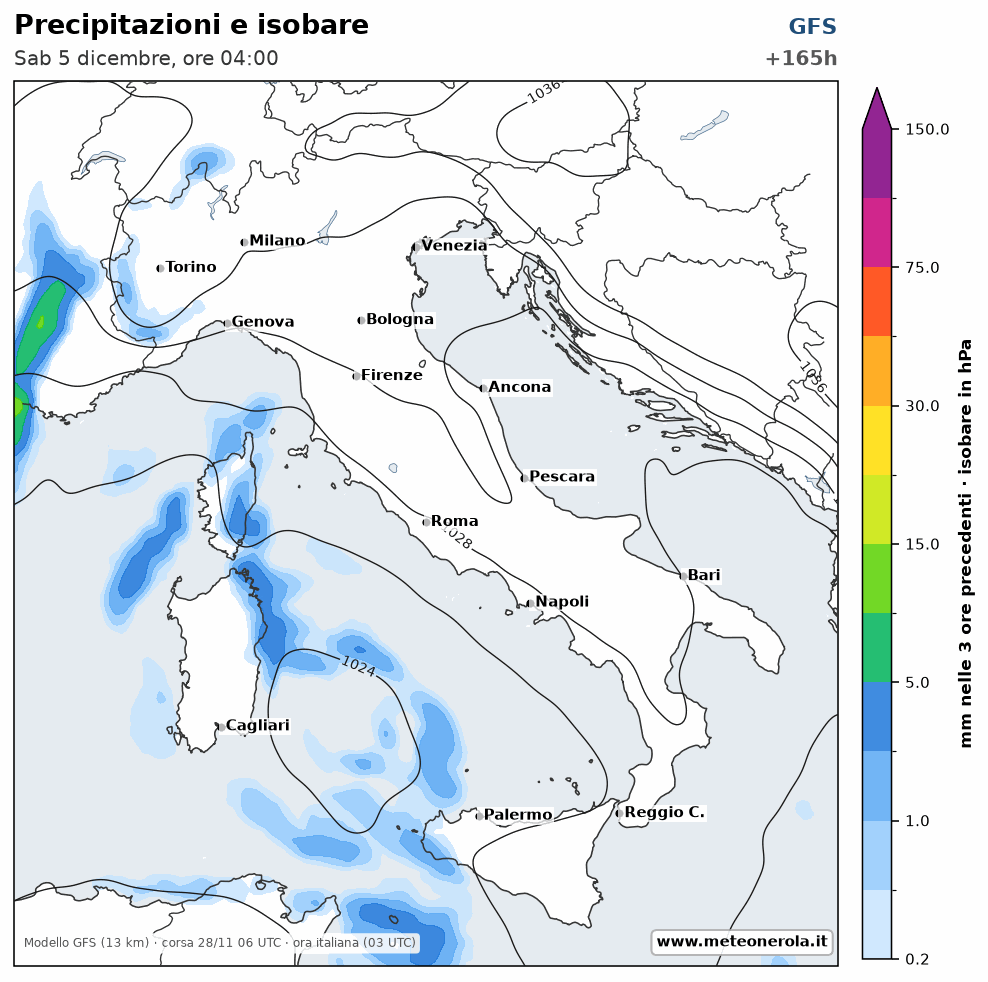 Precipitazioni e isobare
GFS
Sab 5 dicembre, ore 04:00
+165h
1036
150.0
Milano
Venezia
Torino
75.0
Genova
Bologna
Firenze
Ancona
1036
30.0
Pescara
Roma
1028
15.0
Bari
Napoli
1024
5.0
Cagliari
Palermo
Reggio C.
1.0
mm nelle 3 ore precedenti · isobare in hPa
Modello GFS (13 km) · corsa 28/11 06 UTC · ora italiana (03 UTC)
www.meteonerola.it
0.2